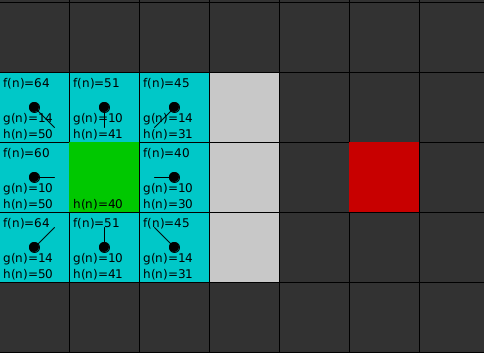 f(n)=64 f(n)=51 f(n)=45
g(n)=14 g(n)=10 g(n)=14
h(n)=50 h(n)=41 h(n)=31
f(n)=60 f(n)=40
g(n)=10 g(n)=10
h(n)=50 h(n)=40 h(n)=30
f(n)=64 f(n)=51 f(n)=45
g(n)=14 g(n)=10 g(n)=14
h(n)=50 h(n)=41 h(n)=31